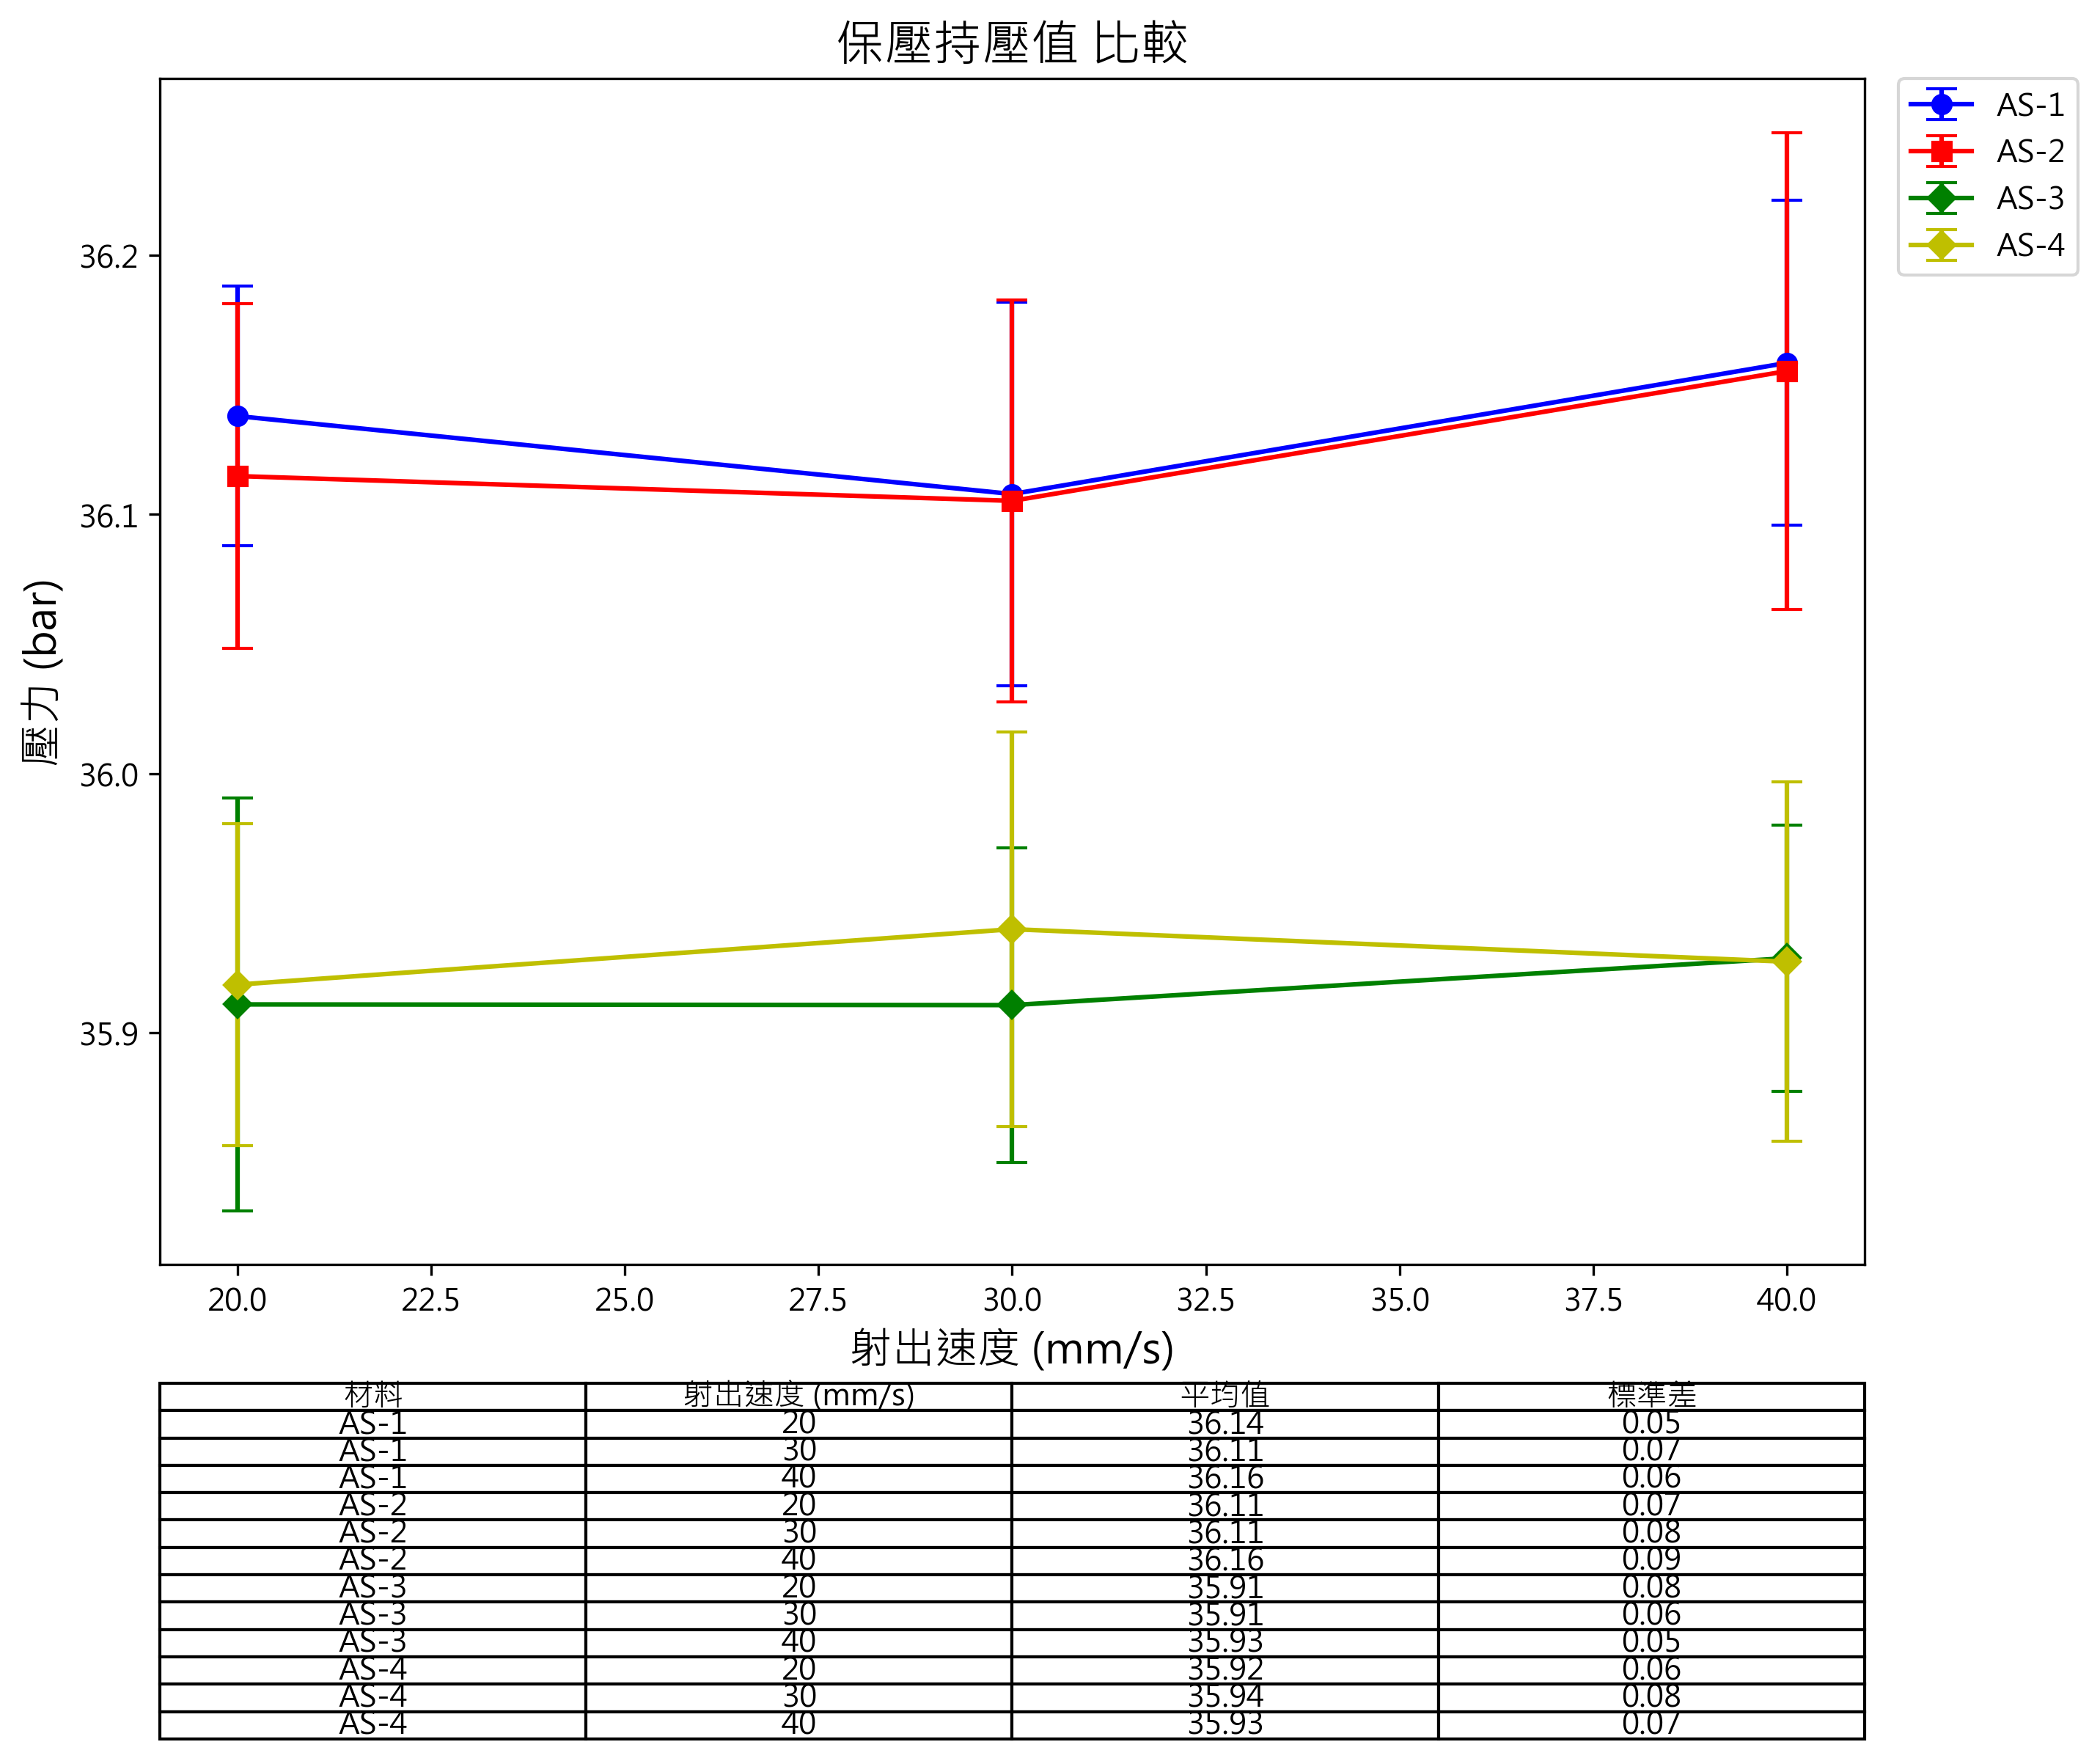 保壓持壓值 比較
AS-1
AS-2
AS-3
AS-4
36.2
36.1
36.0
35.9
壓力 (bar)
20.0 22.5 25.0 27.5 30.0 32.5 35.0 37.5 40.0
射出速度 (mm/s)
材料 射出速度 (mm/s) 平均值 標準差
AS-1 20 36.14 0.05
AS-1 30 36.11 0.07
AS-1 40 36.16 0.06
AS-2 20 36.11 0.07
AS-2 30 36.11 0.08
AS-2 40 36.16 0.09
AS-3 20 35.91 0.08
AS-3 30 35.91 0.06
AS-3 40 35.93 0.05
AS-4 20 35.92 0.06
AS-4 30 35.94 0.08
AS-4 40 35.93 0.07